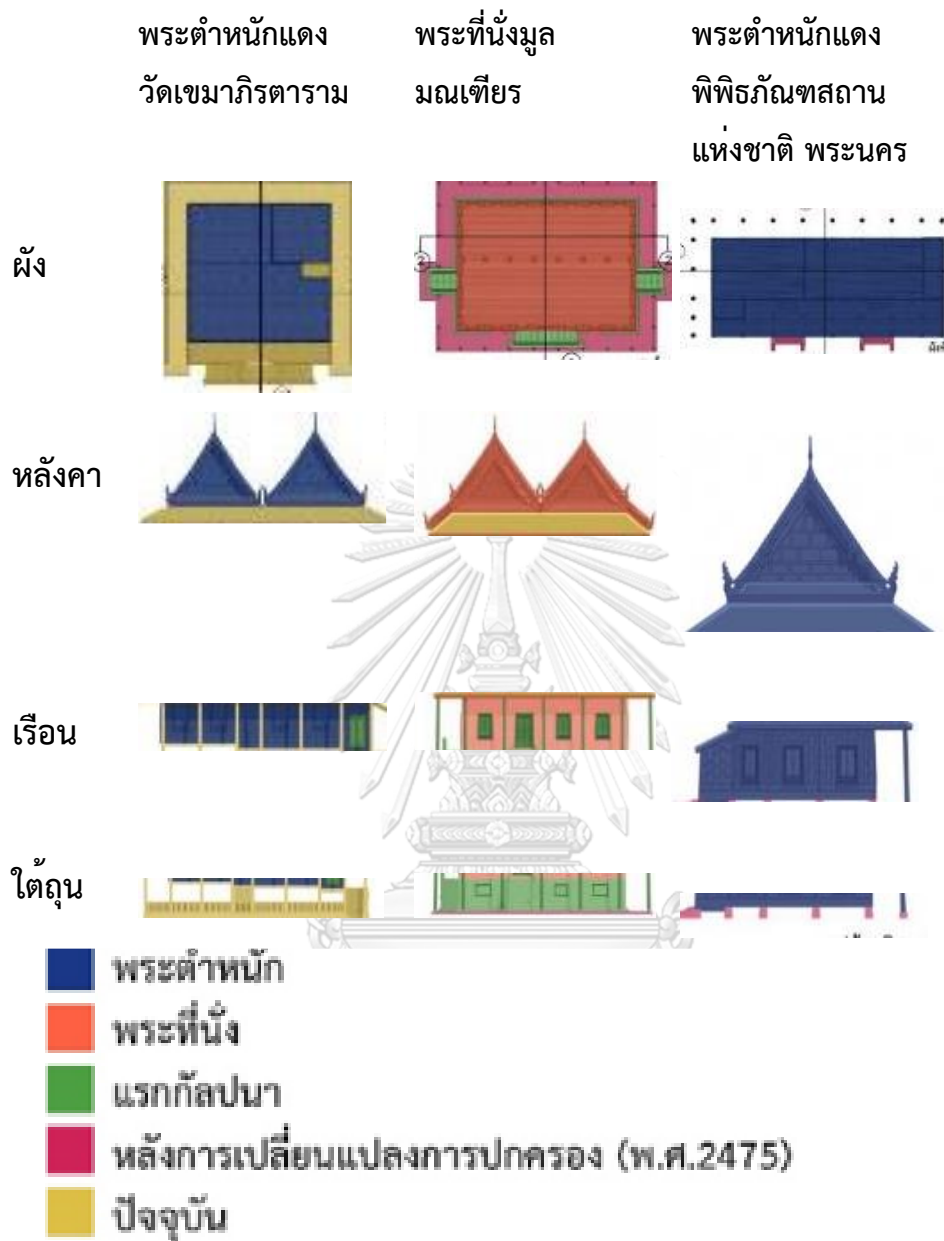 พระตำหนักแดง
วัดเขมาภิรตาราม
พระที่นั่งมูล
มณเฑียร
พระตำหนักแดง
พิพิธภัณฑสถาน
แห่งชาติ พระนคร
ผัง
หลังคา
เรือน
ใต้ถุน
พระตำหนัก
พระที่นั่ง
แรกกัลปนา
หลังการเปลี่ยนแปลงการปกครอง (พ.ศ.2475)
ปัจจุบัน